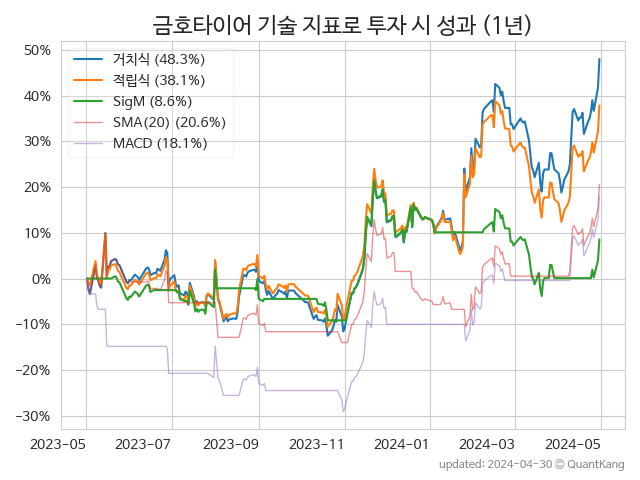 금호타이어 기술 지표로 투자 시 성과 (1년)
거치식 (48.3%)
적립식 (38.1%)
SigM (8.6%)
SMA(20) (20.6%)
MACD (18.1%)
50%
40%
30%
20%
10%
0%
−10%
−20%
−30%
2023-05 2023-07 2023-09 2023-11 2024-01 2024-03 2024-05
updated: 2024-04-30 © QuantKang